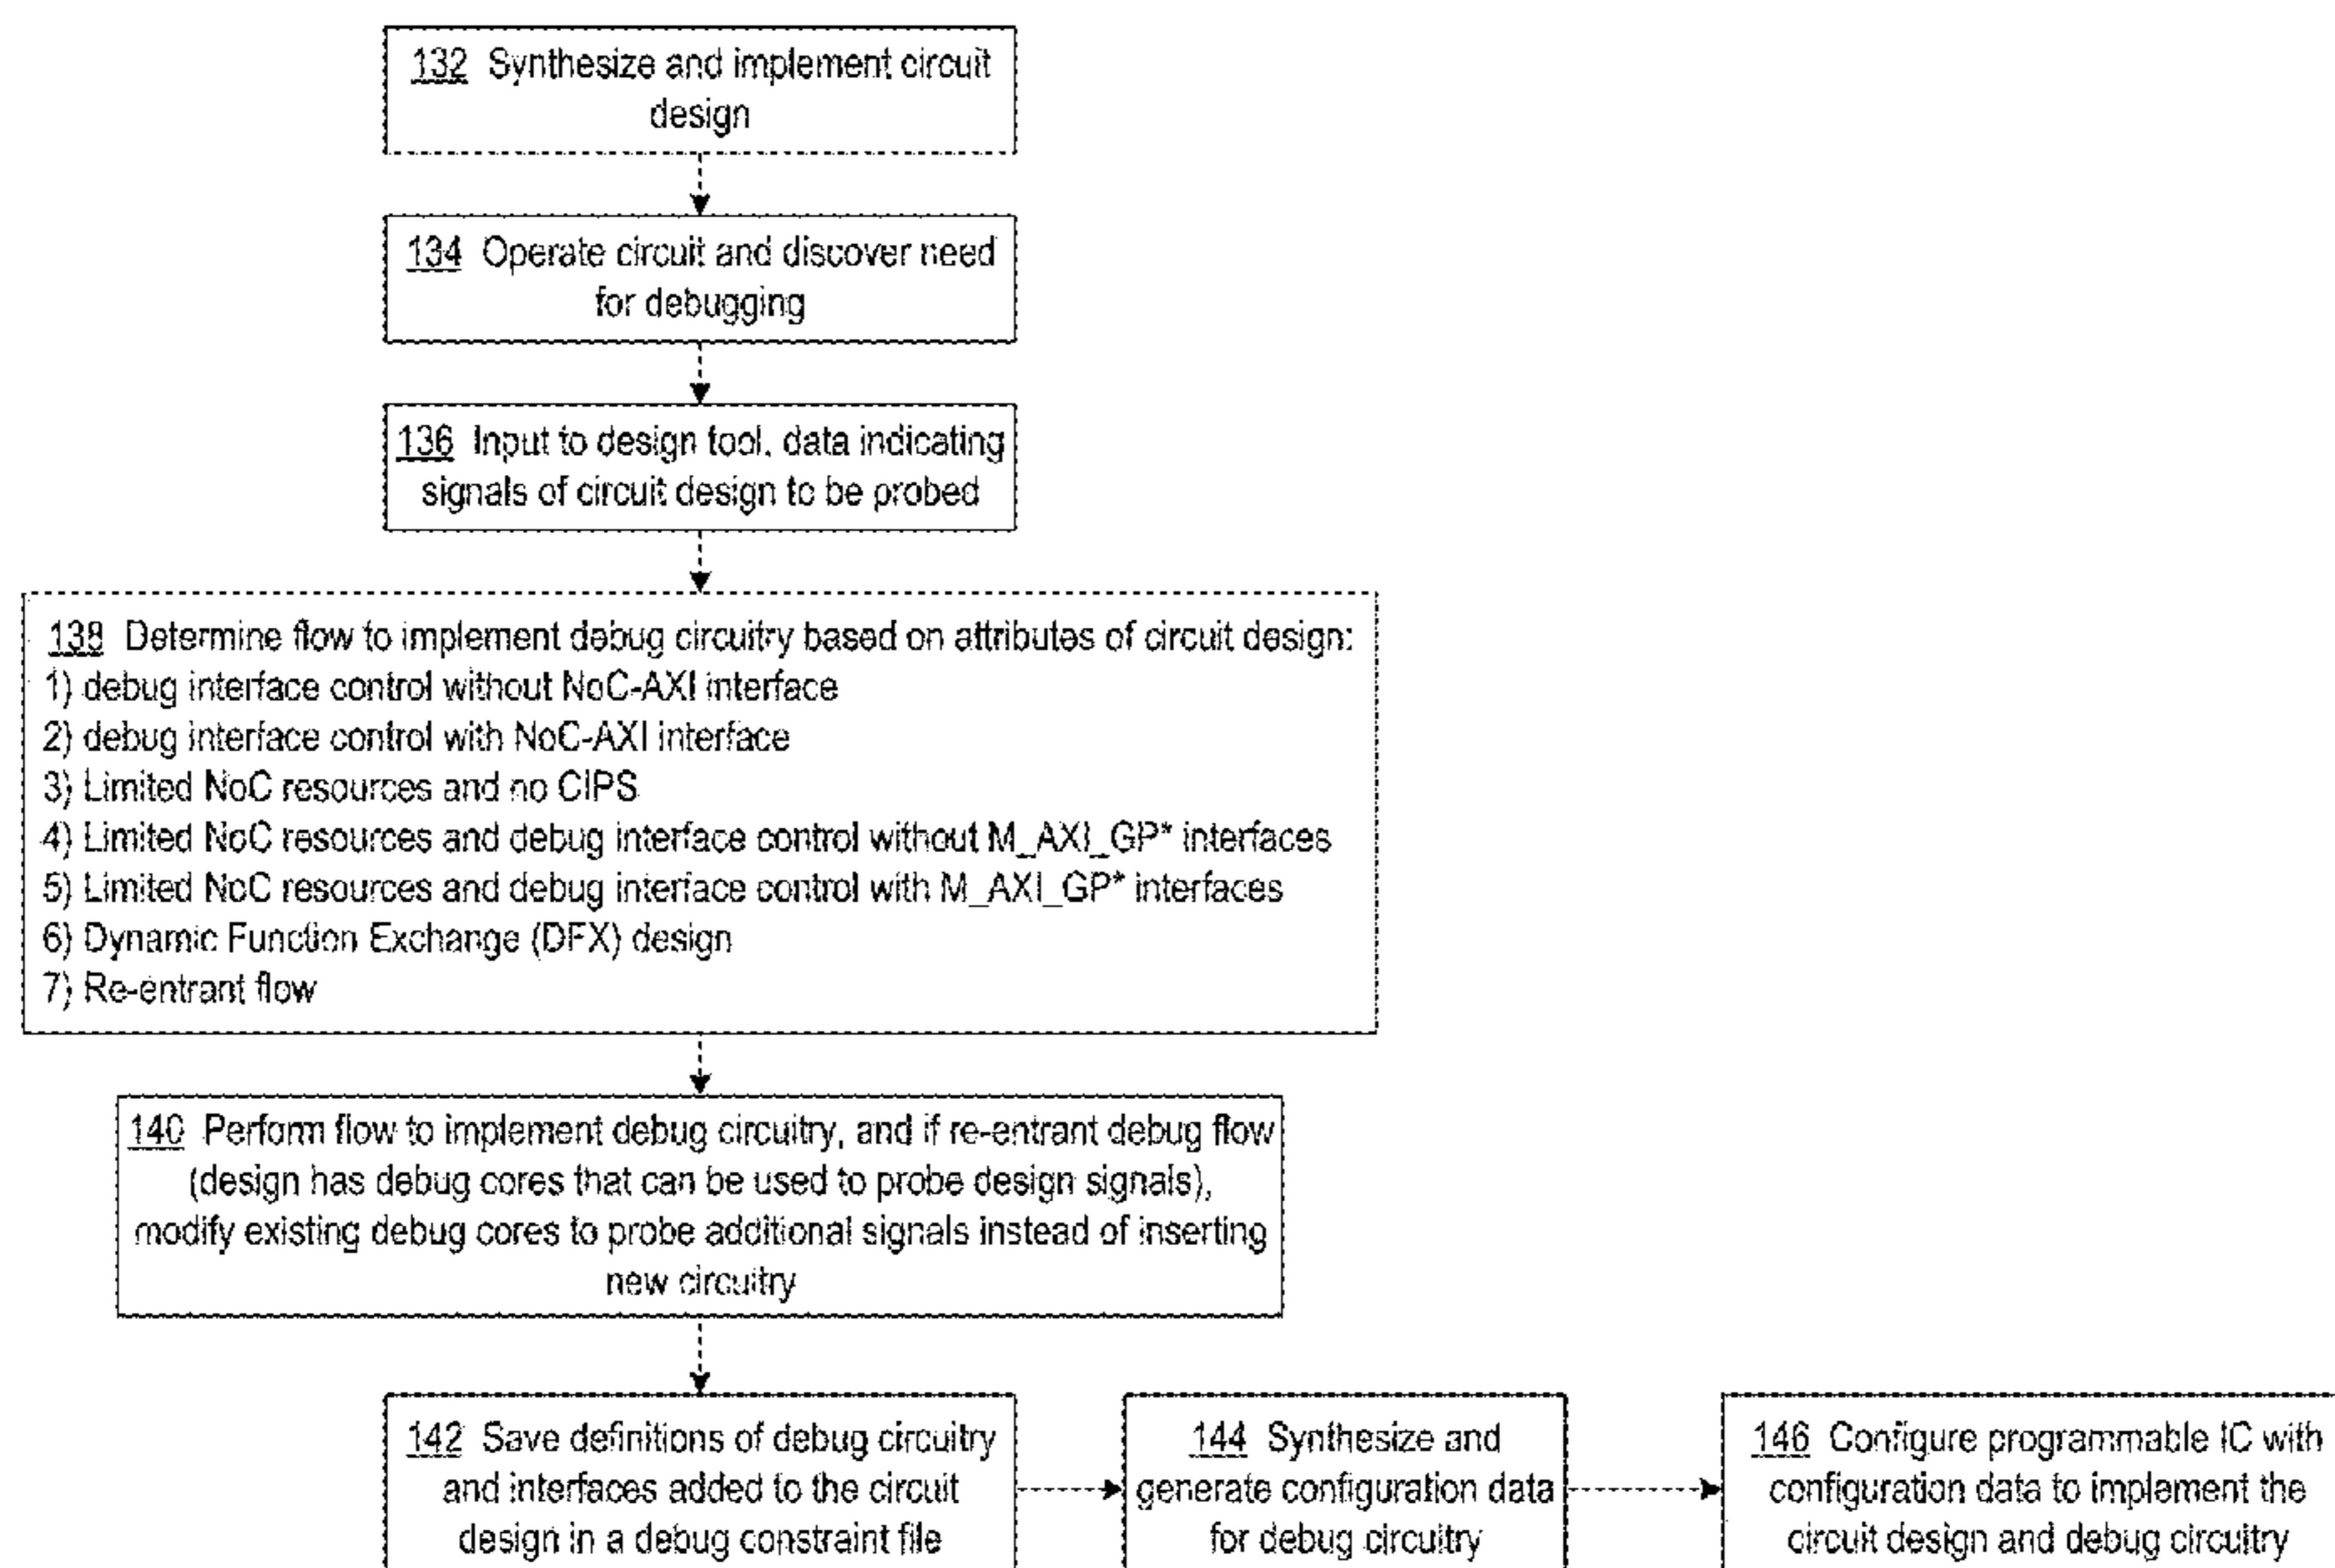 132 Synthesize and implement circuit
design
134 Operate circuit and discover need
for debugging
136 Input to design tool, data indicating
signals of circuit design to be probed
138 Determine flow to implement debug circuitry based on attributes of circuit design:
1) debug interface control without NoC-AXI interface
2) debug interface control with NoC-AXI interface
3) Limited NoC resources and no CIPS
4) Limited NoC resources and debug interface control without M_AXI_GP* interfaces
5) Limited NoC resources and debug interface control with M_AXI_GP* interfaces
6) Dynamic Function Exchange (DFX) design
7) Re-entrant flow
140 Perform flow to implement debug circuitry, and if re-entrant debug flow
(design has debug cores that can be used to probe design signals),
modify existing debug cores to probe additional signals instead of inserting
new circuitry
142 Save definitions of debug circuitry
and interfaces added to the circuit
design in a debug constraint file
144 Synthesize and
generate configuration data
for debug circuitry
146 Configure programmable IC with
configuration data to implement the
circuit design and debug circuitry